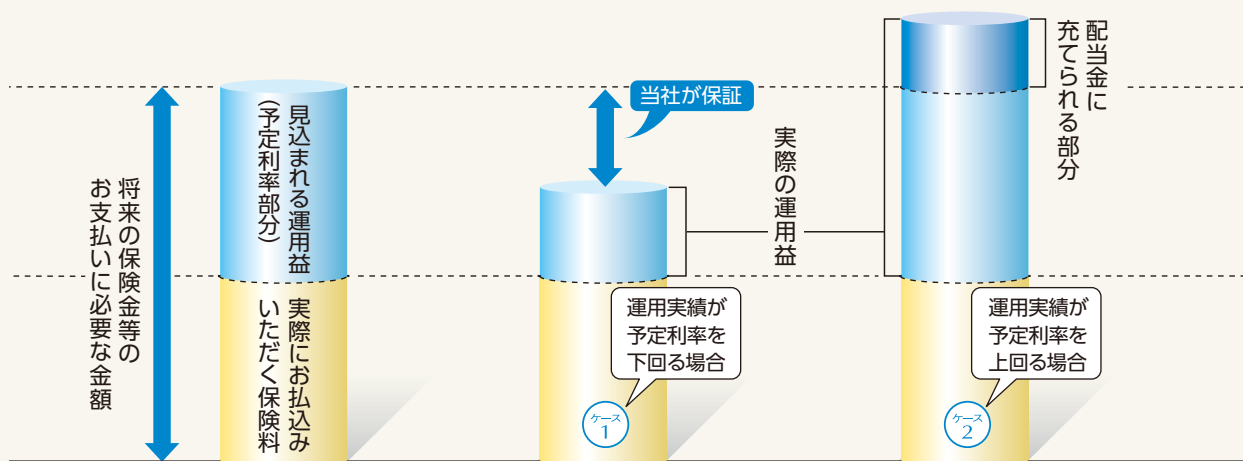 将来の保険金等の
お支払いに必要な金額
見込まれる運用益
（予定利率部分）
実際にお払込み
いただく保険料
当社が保証
実際の運用益
配当金に
充てられる部分
運用実績が
予定利率を
下回る場合
ケース
1
運用実績が
予定利率を
上回る場合
ケース
2